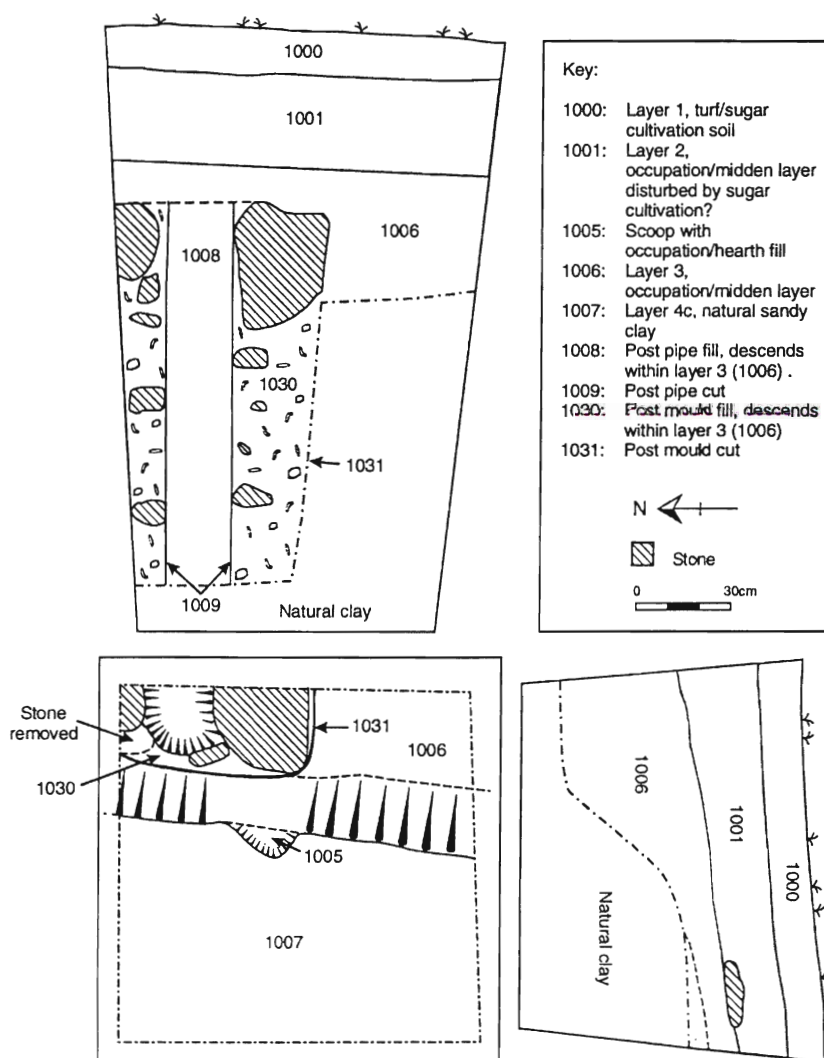 1000
1001
1008
1006
1030
1031
1009
Natural clay
Key:
1000: Layer 1, turf/sugar
cultivation soil
1001: Layer 2,
occupation/midden layer
disturbed by sugar
cultivation?
1005: Scoop with
occupation/hearth fill
1006: Layer 3,
occupation/midden layer
1007: Layer 4c, natural sandy
clay
1008: Post pipe fill, descends
within layer 3 (1006) .
1009: Post pipe cut
1030: Post mould fill, descends
within layer 3 (1006)
1031: Post mould cut
N
Stone
0 30cm
Stone
removed
1030
1031
1006
1005
1007
1006
1001
1000
Natural clay